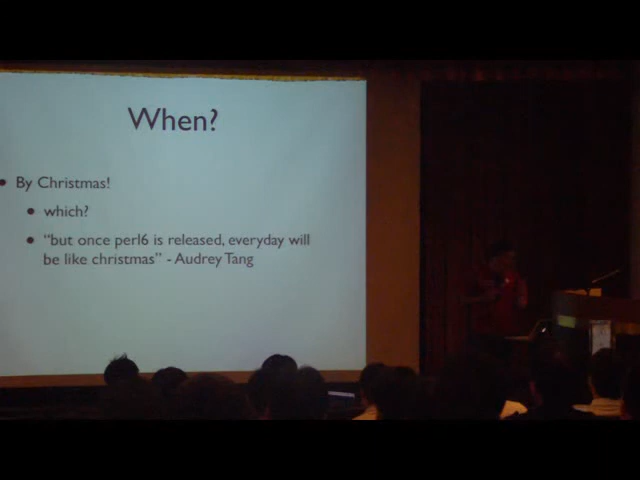 When?
• By Christmas!
• which?
• “but once perl6 is released, everyday will
be like christmas” - Audrey Tang